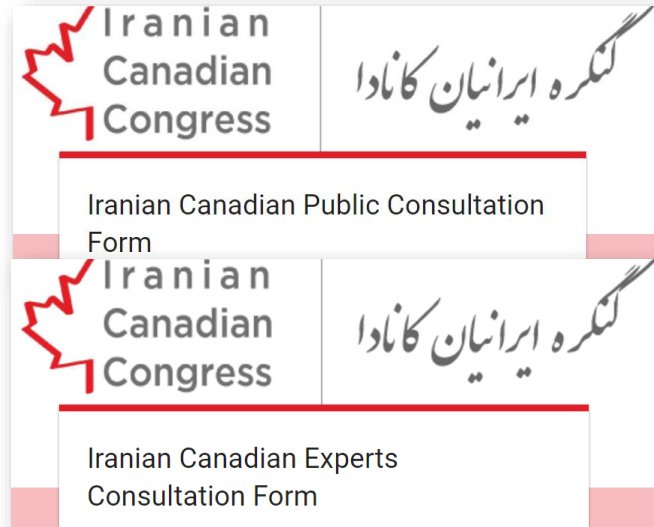 Iranian
Canadian
Congress
کنگره ایرانیان کانادا
Iranian Canadian Public Consultation
Form
Iranian
Canadian
Congress
کنگره ایرانیان کانادا
Iranian Canadian Experts
Consultation Form